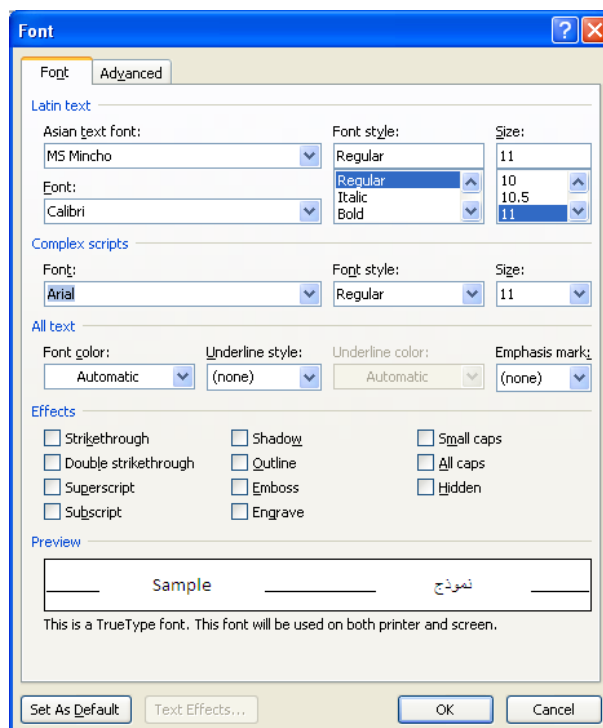 Font
Font Advanced
Latin text
Asian text font: Font style: Size:
MS Mincho Regular 11
Regular 10
Font: Italic 10.5
Calibri Bold 11
Complex scripts
Font: Font style: Size:
Arial Regular 11
All text
Font color: Underline style: Underline color: Emphasis mark:
Automatic (none) Automatic (none)
Effects
Strikethrough Shadow Small caps
Double strikethrough Outline All caps
Superscript Emboss Hidden
Subscript Engrave
Preview
Sample نموذج
This is a TrueType font. This font will be used on both printer and screen.
Set As Default Text Effects... OK Cancel